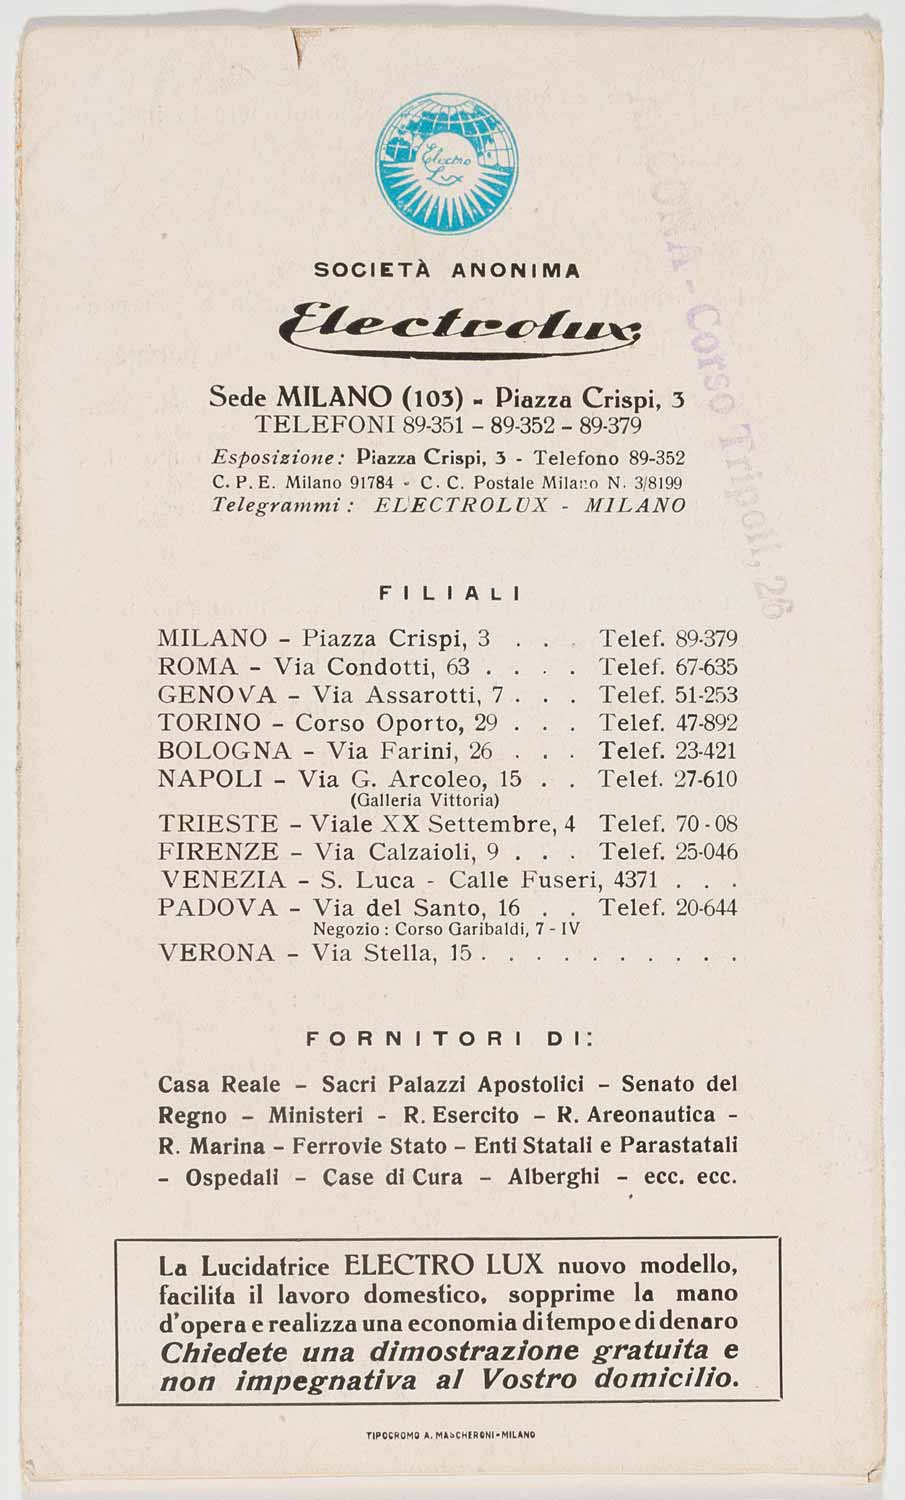 Electro
Lux
SOCIETÀ ANONIMA
Electrolux
Sede MILANO (103) - Piazza Crispi, 3
TELEFONI 89-351 – 89-352 – 89-379
Esposizione: Piazza Crispi, 3 - Telefono 89-352
C. P. E. Milano 91784 - C. C. Postale Milano N. 3/8199
Telegrammi: ELECTROLUX - MILANO
- Corso Tripoli, 26
FILIALI
MILANO – Piazza Crispi, 3 . . . Telef. 89-379
ROMA – Via Condotti, 63 . . . . Telef. 67-635
GENOVA – Via Assarotti, 7 . . . Telef. 51-253
TORINO – Corso Oporto, 29 . . . Telef. 47-892
BOLOGNA – Via Farini, 26 . . . Telef. 23-421
NAPOLI – Via G. Arcoleo, 15 . . Telef. 27-610
(Galleria Vittoria)
TRIESTE – Viale XX Settembre, 4 Telef. 70-08
FIRENZE – Via Calzaioli, 9 . . . Telef. 25-046
VENEZIA – S. Luca - Calle Fuseri, 4371 . . .
PADOVA – Via del Santo, 16 . . Telef. 20-644
Negozio: Corso Garibaldi, 7 - IV
VERONA – Via Stella, 15 . . . . . . . . . .
FORNITORI DI:
Casa Reale – Sacri Palazzi Apostolici – Senato del
Regno – Ministeri - R. Esercito – R. Areonautica -
R. Marina – Ferrovie Stato – Enti Statali e Parastatali
- Ospedali – Case di Cura – Alberghi – ecc. ecc.
La Lucidatrice ELECTRO LUX nuovo modello,
facilita il lavoro domestico, sopprime la mano
d'opera e realizza una economia di tempo e di denaro
Chiedete una dimostrazione gratuita e
non impegnativa al Vostro domicilio.
TIPOCROMO A. MASCHERONI-MILANO